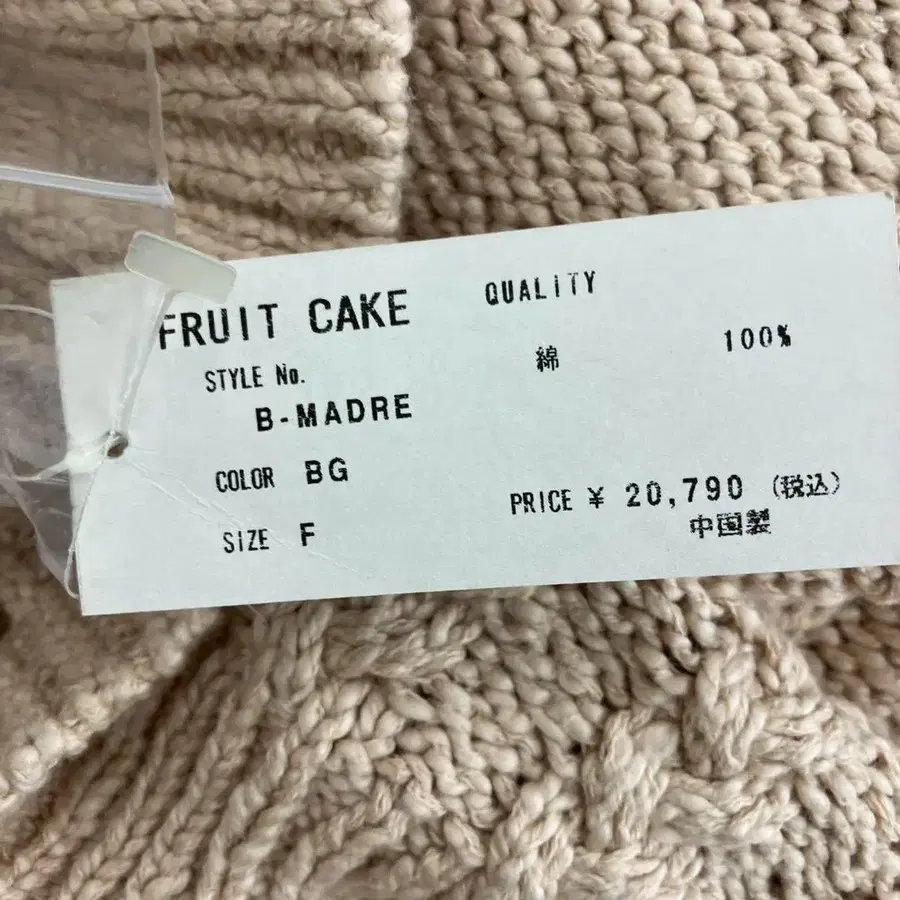 FRUIT CAKE
STYLE No.
B-MADRE
COLOR BG
SIZE F
QUALITY
綿 100%
PRICE ¥ 20,790 (税込)
中国製